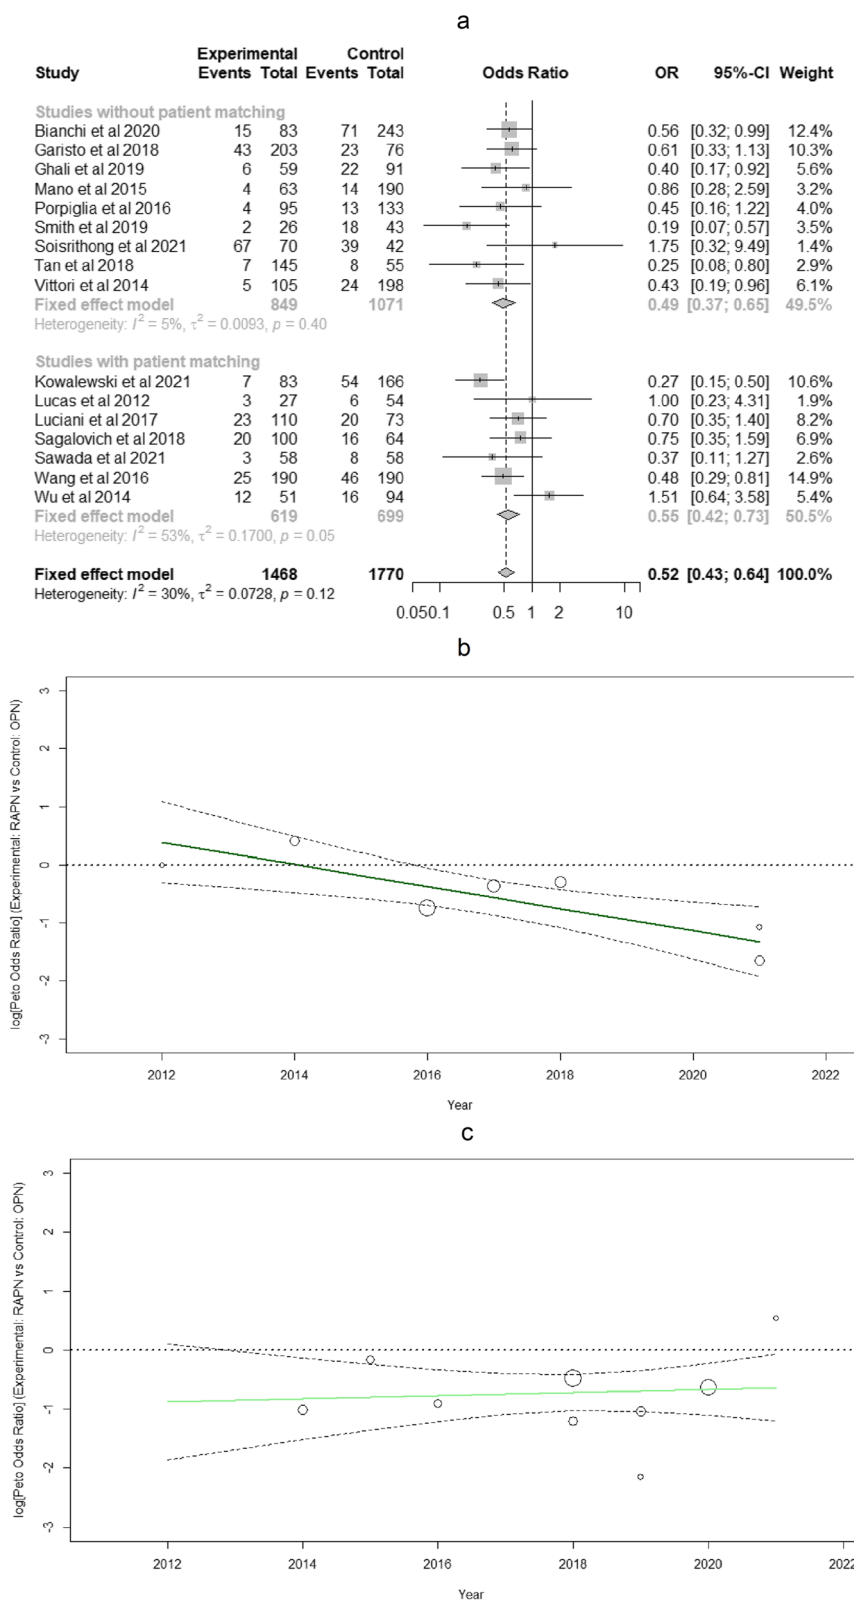 a
Experimental Control
Study Events Total Events Total Odds Ratio OR 95%-CI Weight
Studies without patient matching
Bianchi et al 2020 15 83 71 243 0.56 [0.32; 0.99] 12.4%
Garisto et al 2018 43 203 23 76 0.61 [0.33; 1.13] 10.3%
Ghali et al 2019 6 59 22 91 0.40 [0.17; 0.92] 5.6%
Mano et al 2015 4 63 14 190 0.86 [0.28; 2.59] 3.2%
Porpiglia et al 2016 4 95 13 133 0.45 [0.16; 1.22] 4.0%
Smith et al 2019 2 26 18 43 0.19 [0.07; 0.57] 3.5%
Soisrithong et al 2021 67 70 39 42 1.75 [0.32; 9.49] 1.4%
Tan et al 2018 7 145 8 55 0.25 [0.08; 0.80] 2.9%
Vittori et al 2014 5 105 24 198 0.43 [0.19; 0.96] 6.1%
Fixed effect model 849 1071 0.49 [0.37; 0.65] 49.5%
Heterogeneity: I² = 5%, τ² = 0.0093, p = 0.40
Studies with patient matching
Kowalewski et al 2021 7 83 54 166 0.27 [0.15; 0.50] 10.6%
Lucas et al 2012 3 27 6 54 1.00 [0.23; 4.31] 1.9%
Luciani et al 2017 23 110 20 73 0.70 [0.35; 1.40] 8.2%
Sagalovich et al 2018 20 100 16 64 0.75 [0.35; 1.59] 6.9%
Sawada et al 2021 3 58 8 58 0.37 [0.11; 1.27] 2.6%
Wang et al 2016 25 190 46 190 0.48 [0.29; 0.81] 14.9%
Wu et al 2014 12 51 16 94 1.51 [0.64; 3.58] 5.4%
Fixed effect model 619 699 0.55 [0.42; 0.73] 50.5%
Heterogeneity: I² = 53%, τ² = 0.1700, p = 0.05
Fixed effect model 1468 1770 0.52 [0.43; 0.64] 100.0%
Heterogeneity: I² = 30%, τ² = 0.0728, p = 0.12
0.05 0.1 0.5 1 2 10
b
log[Peto Odds Ratio] (Experimental: RAPN vs Control: OPN)
3
2
1
0
-1
-2
-3
2012 2014 2016 2018 2020 2022
Year
c
log[Peto Odds Ratio] (Experimental: RAPN vs Control: OPN)
3
2
1
0
-1
-2
-3
2012 2014 2016 2018 2020 2022
Year